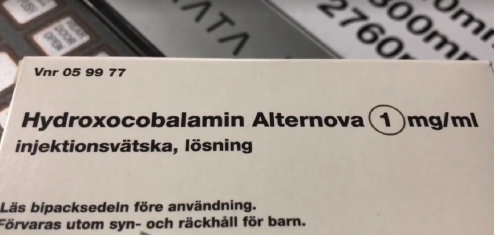 Vnr 05 99 77
Hydroxocobalamin Alternova 1 mg/ml
injektionsvätska, lösning
Läs bipacksedeln före användning.
Förvaras utom syn- och räckhåll för barn.
2760